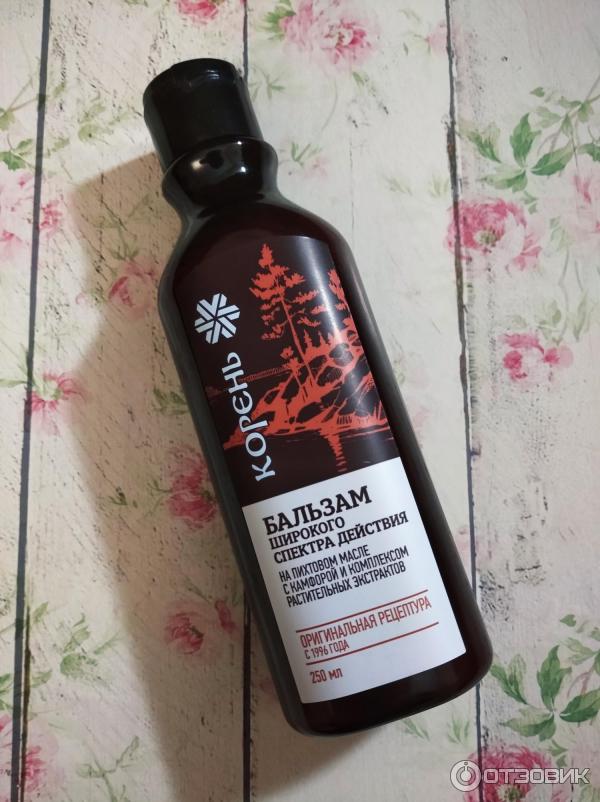 КОРЕНЬ
БАЛЬЗАМ
ШИРОКОГО
СПЕКТРА ДЕЙСТВИЯ
НА ПИХТОВОМ МАСЛЕ
С КАМФОРОЙ И КОМПЛЕКСОМ
РАСТИТЕЛЬНЫХ ЭКСТРАКТОВ
ОРИГИНАЛЬНАЯ РЕЦЕПТУРА
С 1996 ГОДА
250 МЛ
ОТЗОВИК